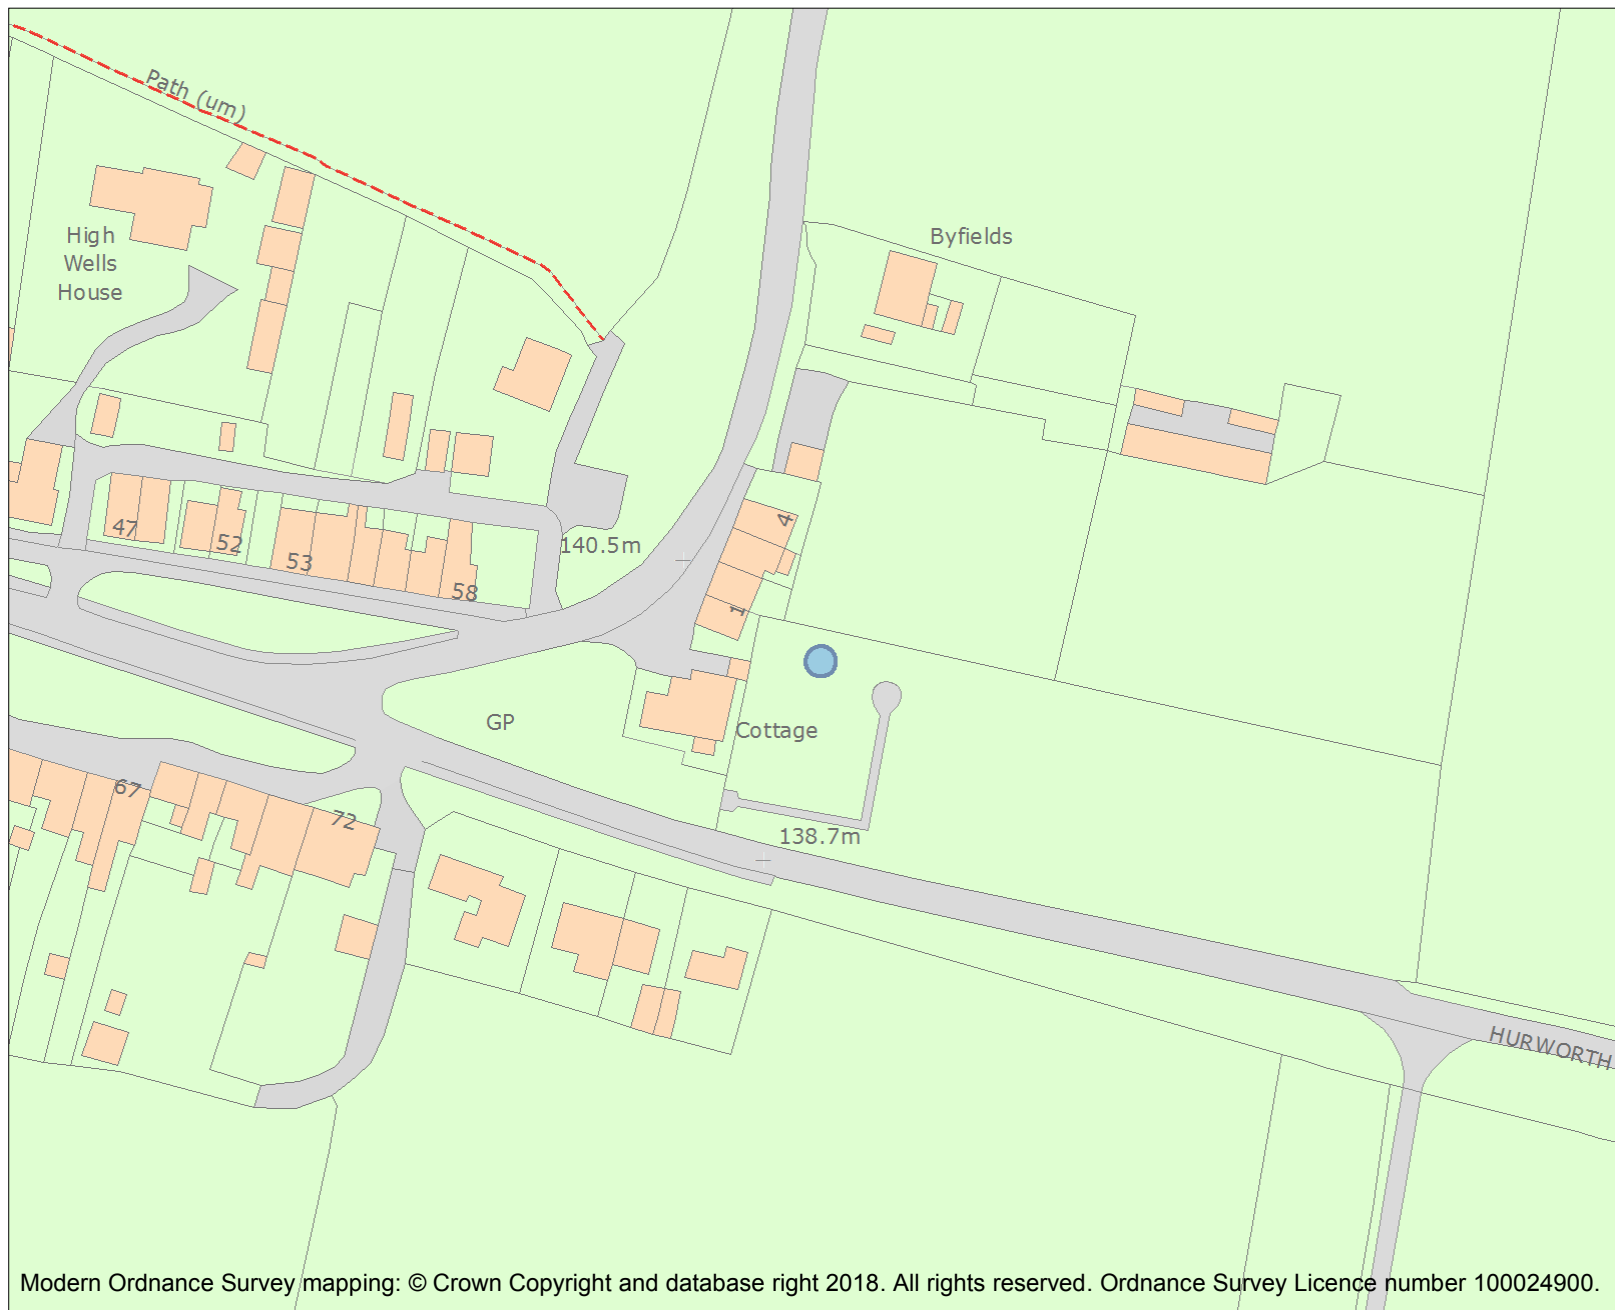 Path (um)
High
Wells
House
Byfields
47
52
53
58
140.5m
4
1
GP
Cottage
67
72
138.7m
HURWORTH
Modern Ordnance Survey mapping: © Crown Copyright and database right 2018. All rights reserved. Ordnance Survey Licence number 100024900.